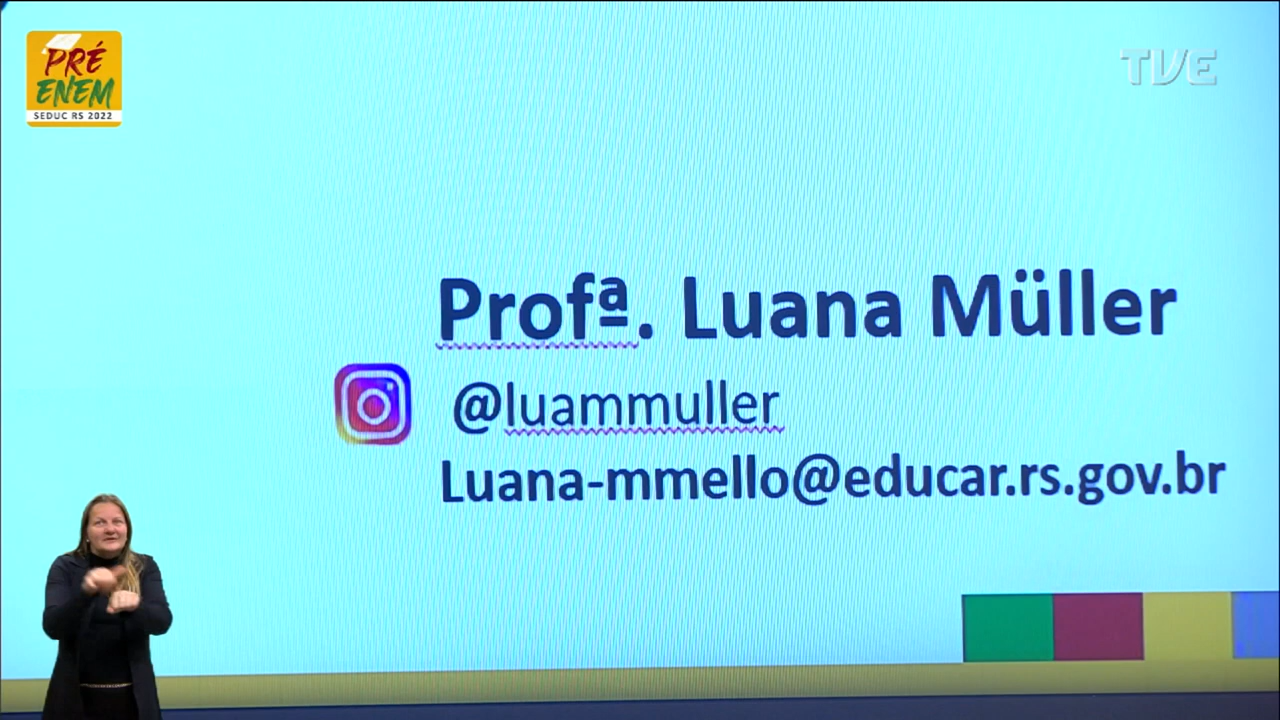 PRÉ
ENEM
SEDUC RS 2022
TVE
Profª. Luana Müller
@luammuller
Luana-mmello@educar.rs.gov.br